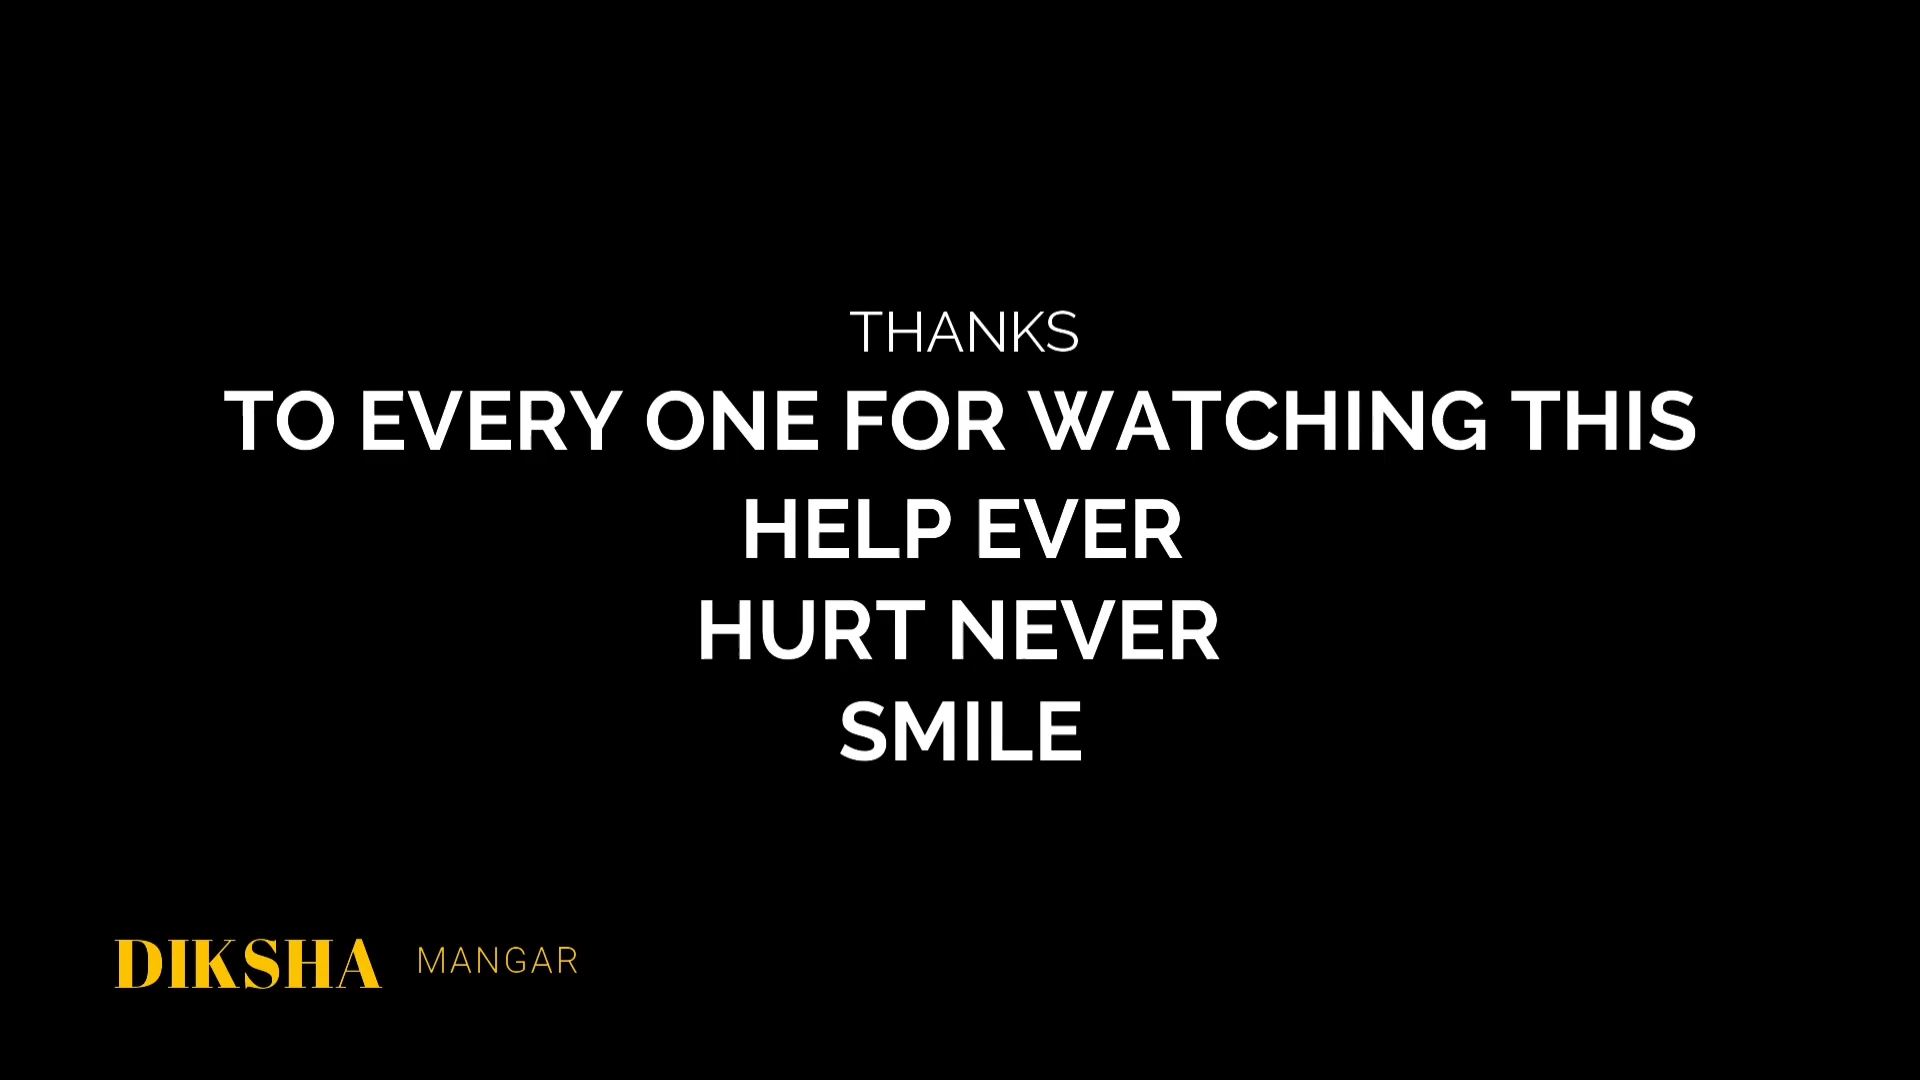 THANKS
TO EVERY ONE FOR WATCHING THIS
HELP EVER
HURT NEVER
SMILE
DIKSHA MANGAR